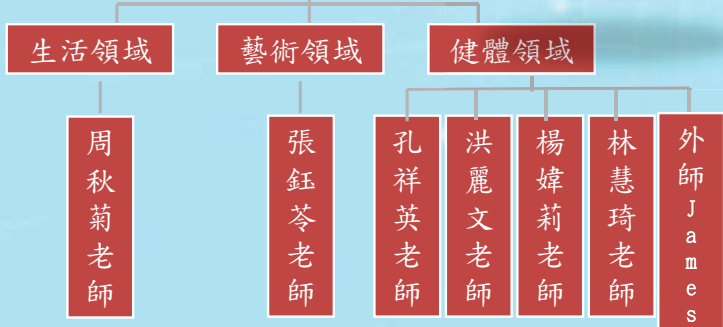 生活領域
藝術領域
健體領域
周秋菊老師
張鈺苓老師
孔祥英老師
洪麗文老師
楊媁莉老師
林慧琦老師
外師James